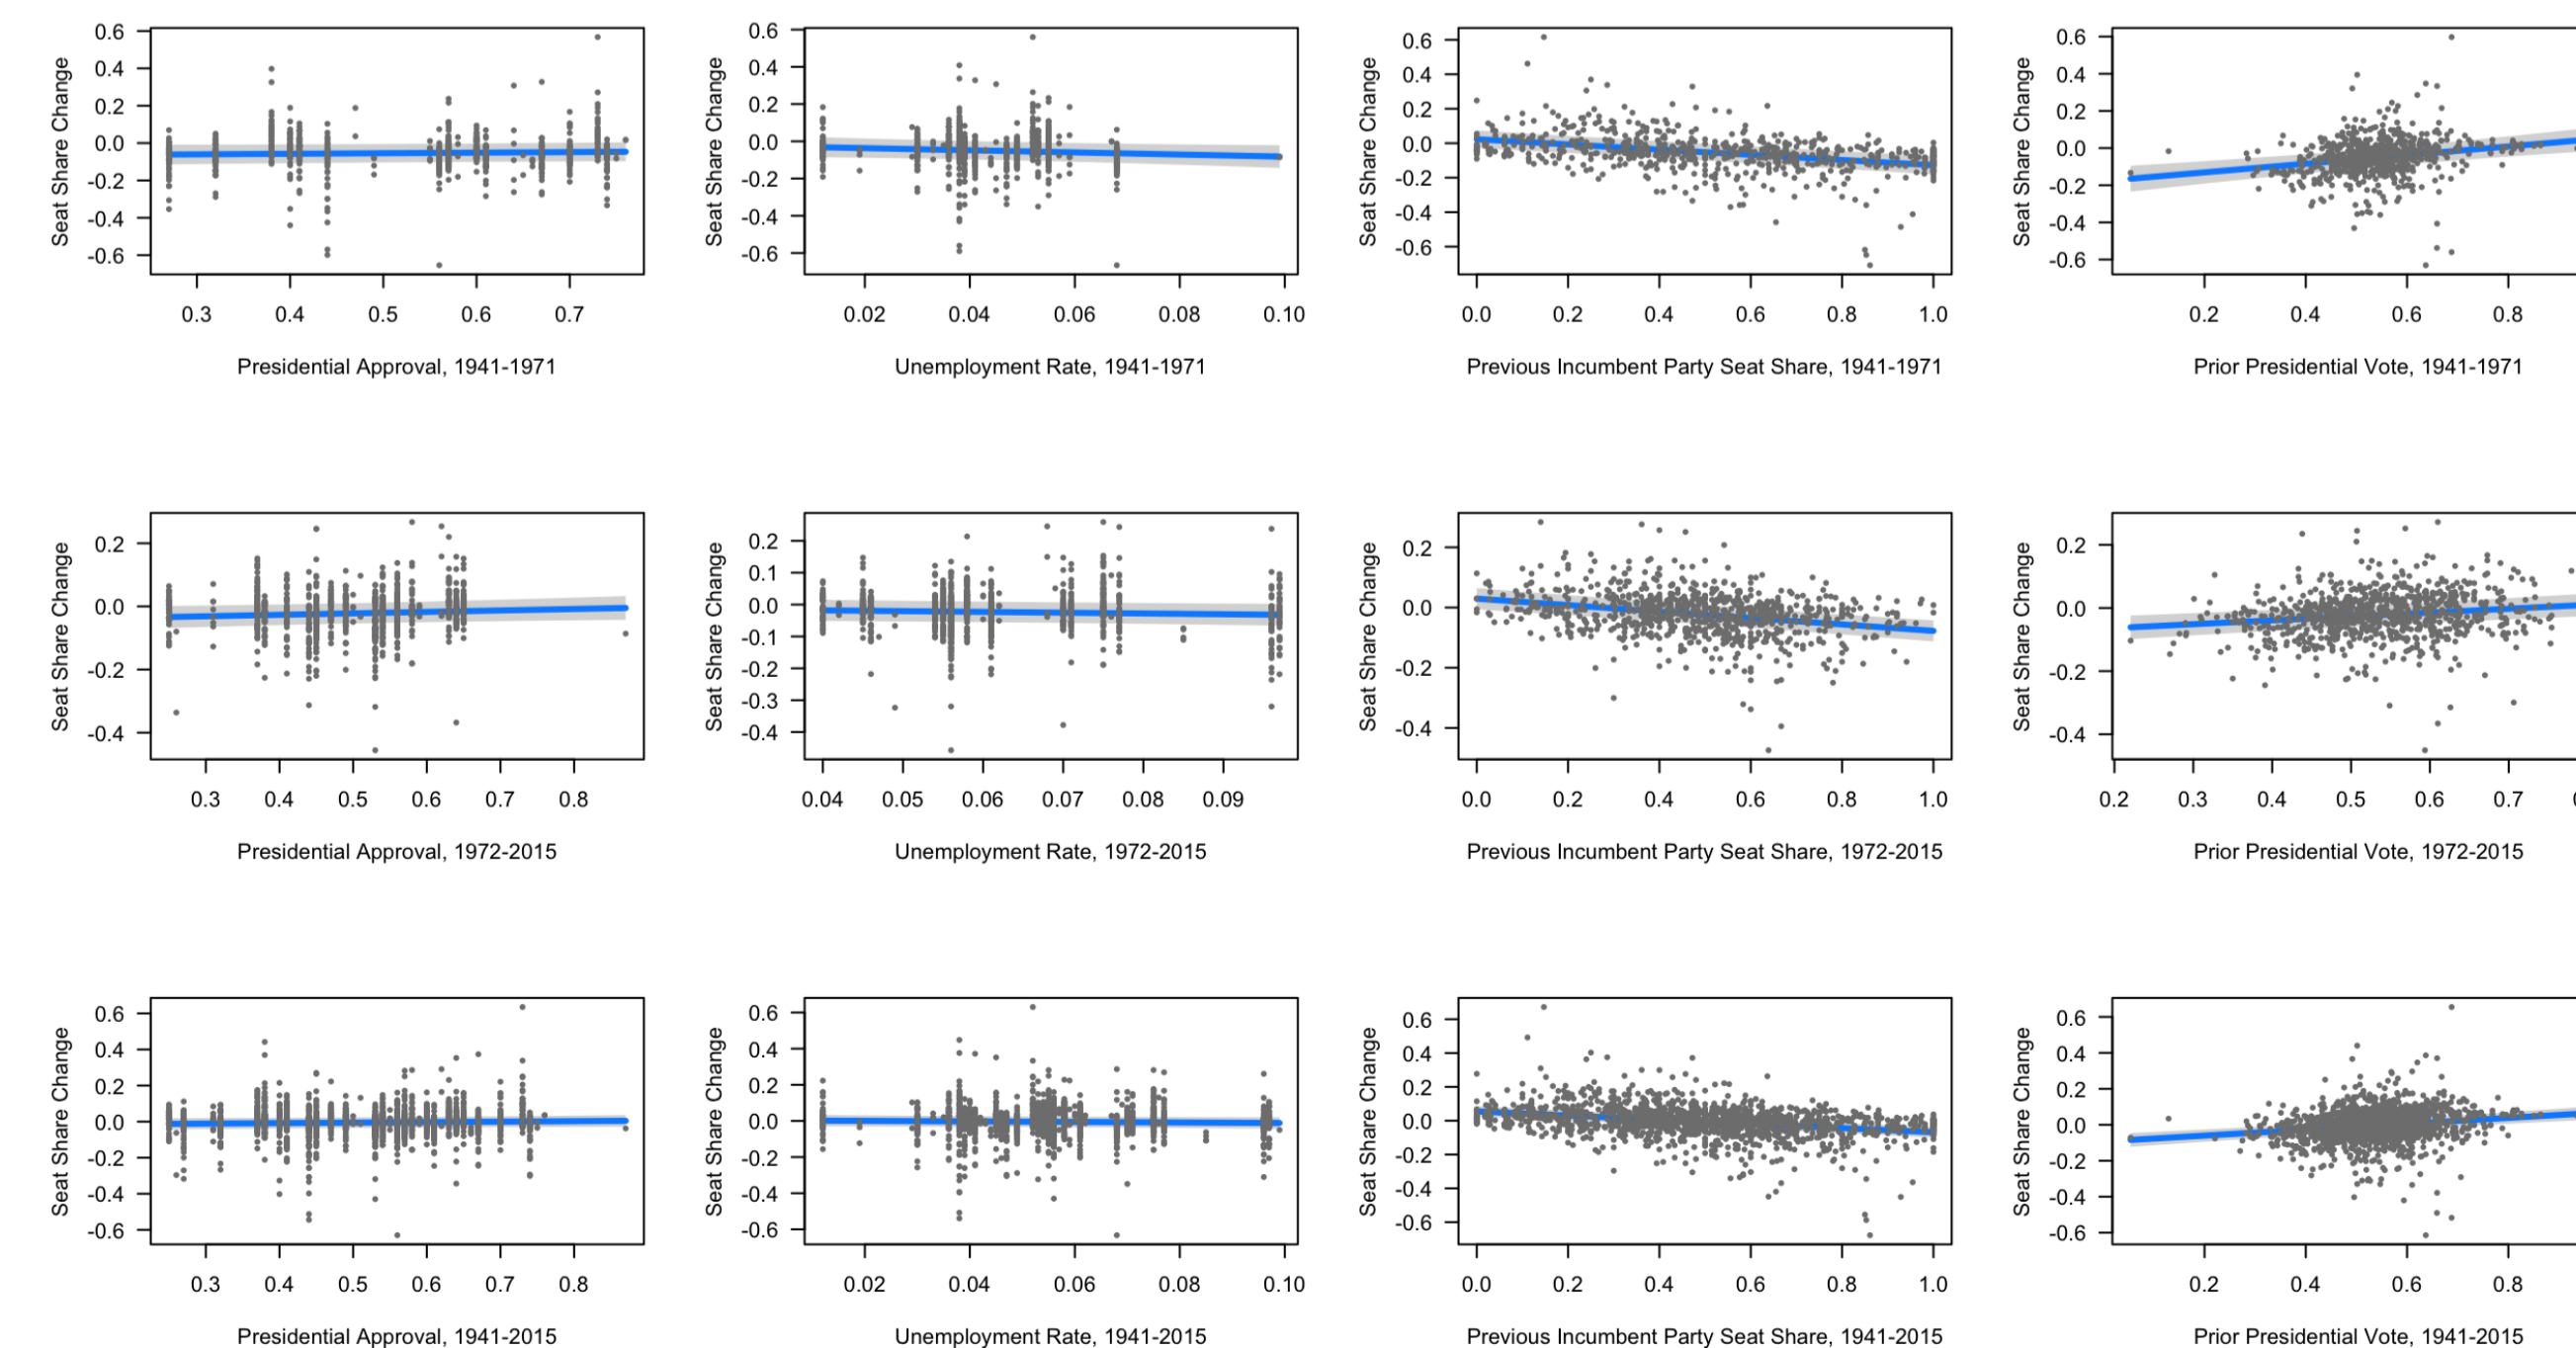 Seat Share Change
0.6
0.4
0.2
0.0
-0.2
-0.4
-0.6
0.3 0.4 0.5 0.6 0.7
Presidential Approval, 1941-1971
Seat Share Change
0.6
0.4
0.2
0.0
-0.2
-0.4
-0.6
0.02 0.04 0.06 0.08 0.10
Unemployment Rate, 1941-1971
Seat Share Change
0.6
0.4
0.2
0.0
-0.2
-0.4
-0.6
0.0 0.2 0.4 0.6 0.8 1.0
Previous Incumbent Party Seat Share, 1941-1971
Seat Share Change
0.6
0.4
0.2
0.0
-0.2
-0.4
-0.6
0.2 0.4 0.6 0.8
Prior Presidential Vote, 1941-1971
Seat Share Change
0.2
0.0
-0.2
-0.4
0.3 0.4 0.5 0.6 0.7 0.8
Presidential Approval, 1972-2015
Seat Share Change
0.2
0.1
0.0
-0.1
-0.2
-0.3
-0.4
0.04 0.05 0.06 0.07 0.08 0.09
Unemployment Rate, 1972-2015
Seat Share Change
0.2
0.0
-0.2
-0.4
0.0 0.2 0.4 0.6 0.8 1.0
Previous Incumbent Party Seat Share, 1972-2015
Seat Share Change
0.2
0.0
-0.2
-0.4
0.2 0.3 0.4 0.5 0.6 0.7
Prior Presidential Vote, 1972-2015
Seat Share Change
0.6
0.4
0.2
0.0
-0.2
-0.4
-0.6
0.3 0.4 0.5 0.6 0.7 0.8
Presidential Approval, 1941-2015
Seat Share Change
0.6
0.4
0.2
0.0
-0.2
-0.4
-0.6
0.02 0.04 0.06 0.08 0.10
Unemployment Rate, 1941-2015
Seat Share Change
0.6
0.4
0.2
0.0
-0.2
-0.4
-0.6
0.0 0.2 0.4 0.6 0.8 1.0
Previous Incumbent Party Seat Share, 1941-2015
Seat Share Change
0.6
0.4
0.2
0.0
-0.2
-0.4
-0.6
0.2 0.4 0.6 0.8
Prior Presidential Vote, 1941-2015